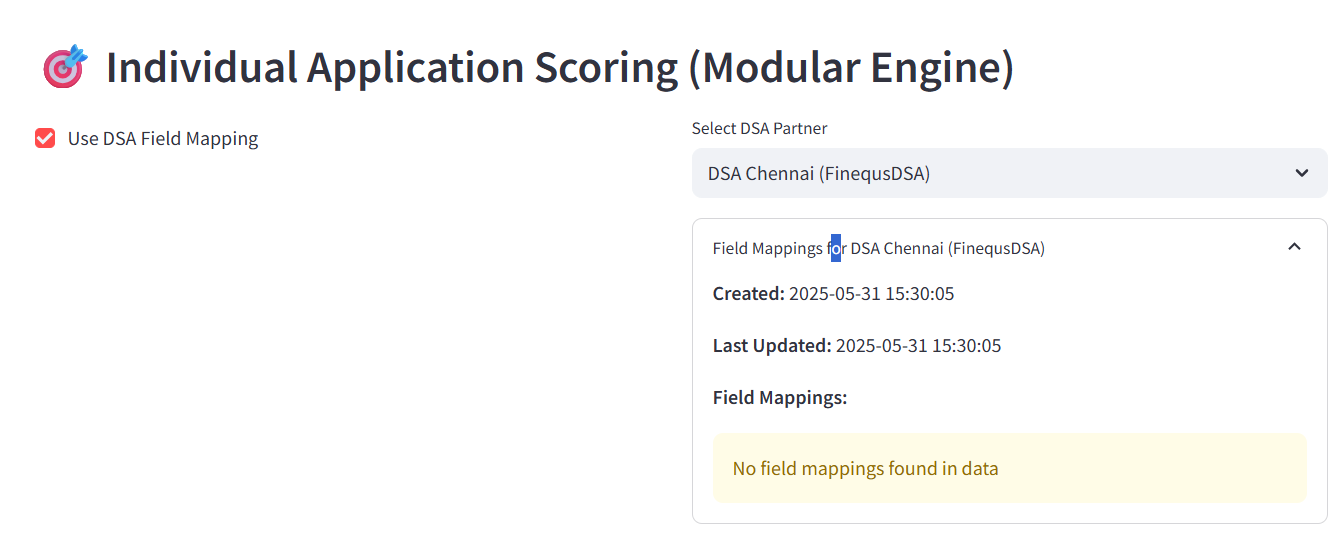 Individual Application Scoring (Modular Engine)
Use DSA Field Mapping
Select DSA Partner
DSA Chennai (FinequsDSA)
Field Mappings for DSA Chennai (FinequsDSA)
Created: 2025-05-31 15:30:05
Last Updated: 2025-05-31 15:30:05
Field Mappings:
No field mappings found in data